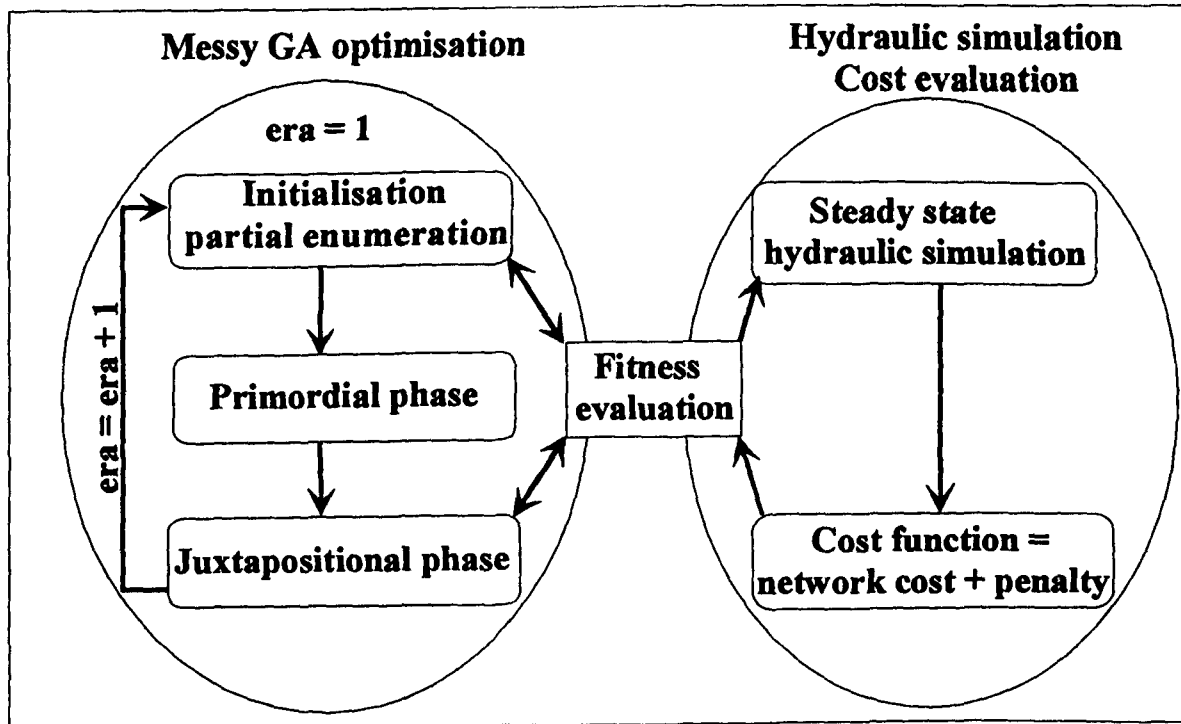 Messy GA optimisation
Hydraulic simulation
Cost evaluation
era = 1
Initialisation
partial enumeration
Primordial phase
Juxtapositional phase
era = era + 1
Fitness
evaluation
Steady state
hydraulic simulation
Cost function =
network cost + penalty